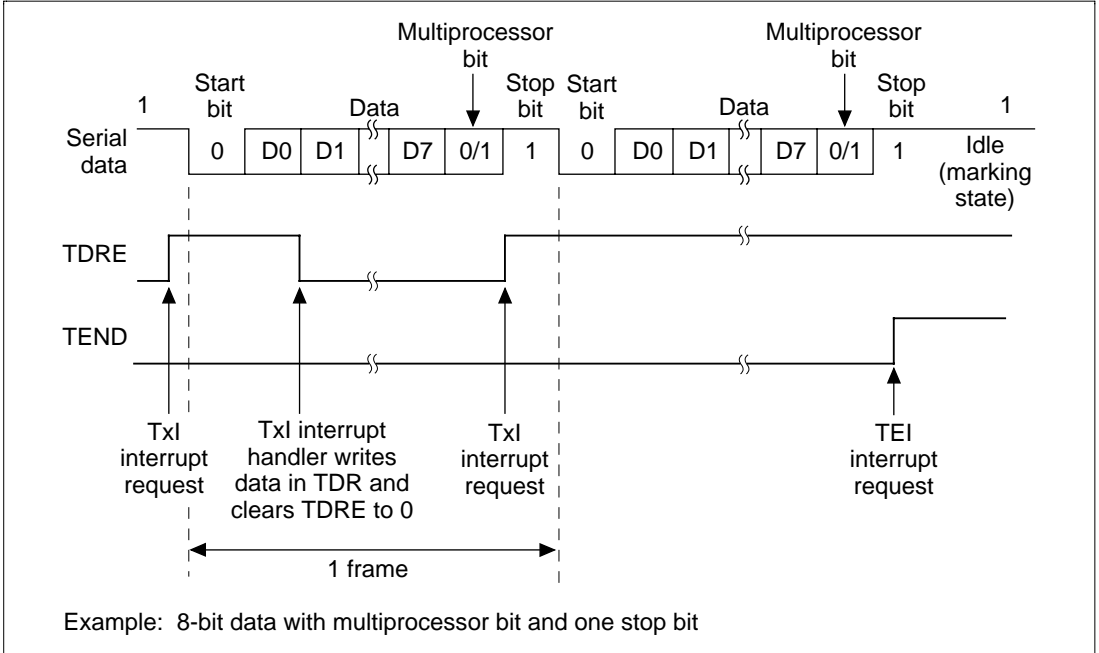 Multiprocessor bit
Multiprocessor bit
1
Start bit
Data
Stop bit
Start bit
Data
Stop bit
1
Serial data
0
D0
D1
D7
0/1
1
0
D0
D1
D7
0/1
1
Idle (marking state)
TDRE
TEND
TxI interrupt request
TxI interrupt handler writes data in TDR and clears TDRE to 0
TxI interrupt request
TEI interrupt request
1 frame
Example: 8-bit data with multiprocessor bit and one stop bit